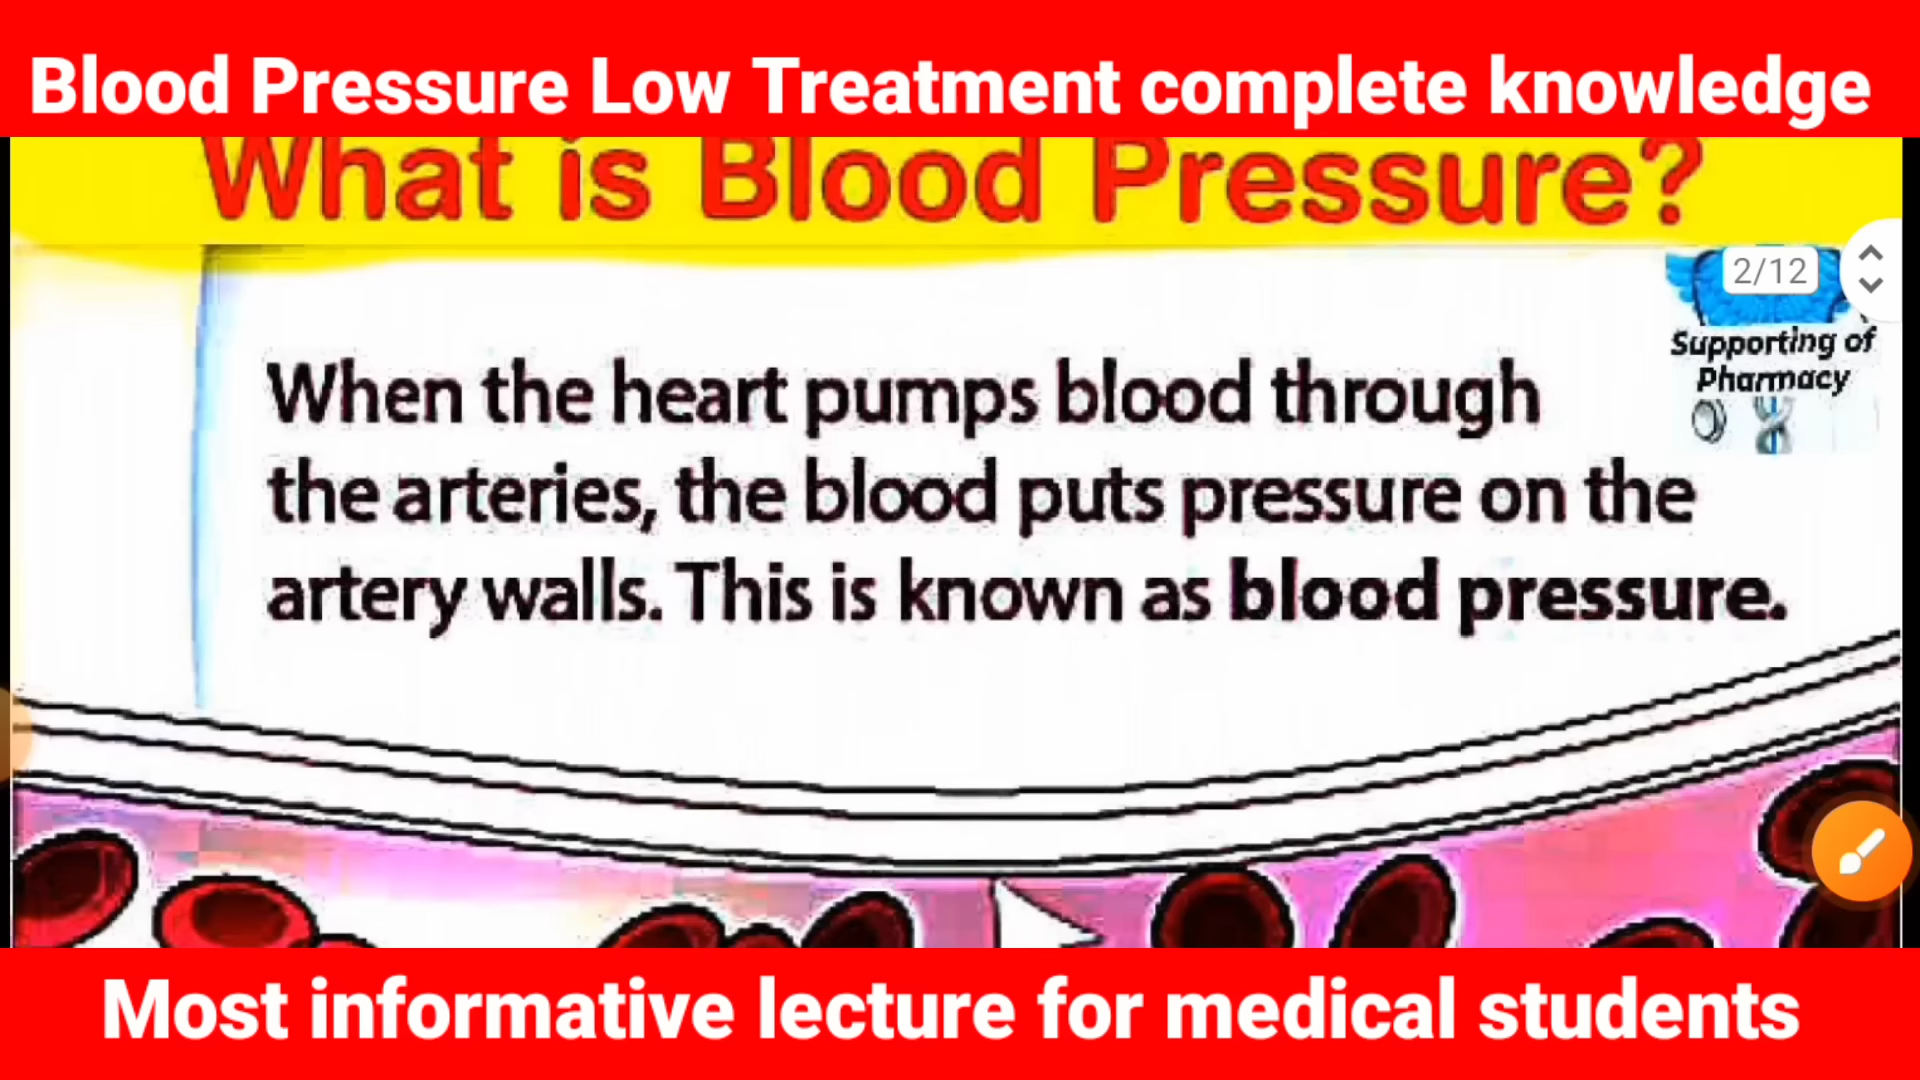 Blood Pressure Low Treatment complete knowledge
What is Blood Pressure?
2/12
Supporting of
Pharmacy
When the heart pumps blood through
the arteries, the blood puts pressure on the
artery walls. This is known as blood pressure.
Most informative lecture for medical students